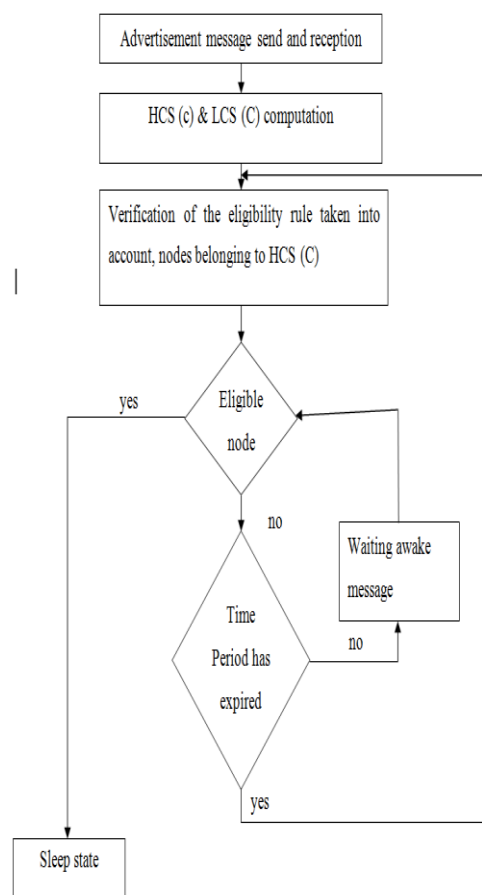 Advertisement message send and reception
HCS (c) & LCS (C) computation
Verification of the eligibility rule taken into
account, nodes belonging to HCS (C)
Eligible
node
yes
no
Waiting awake
message
Time
Period has
expired
no
yes
Sleep state